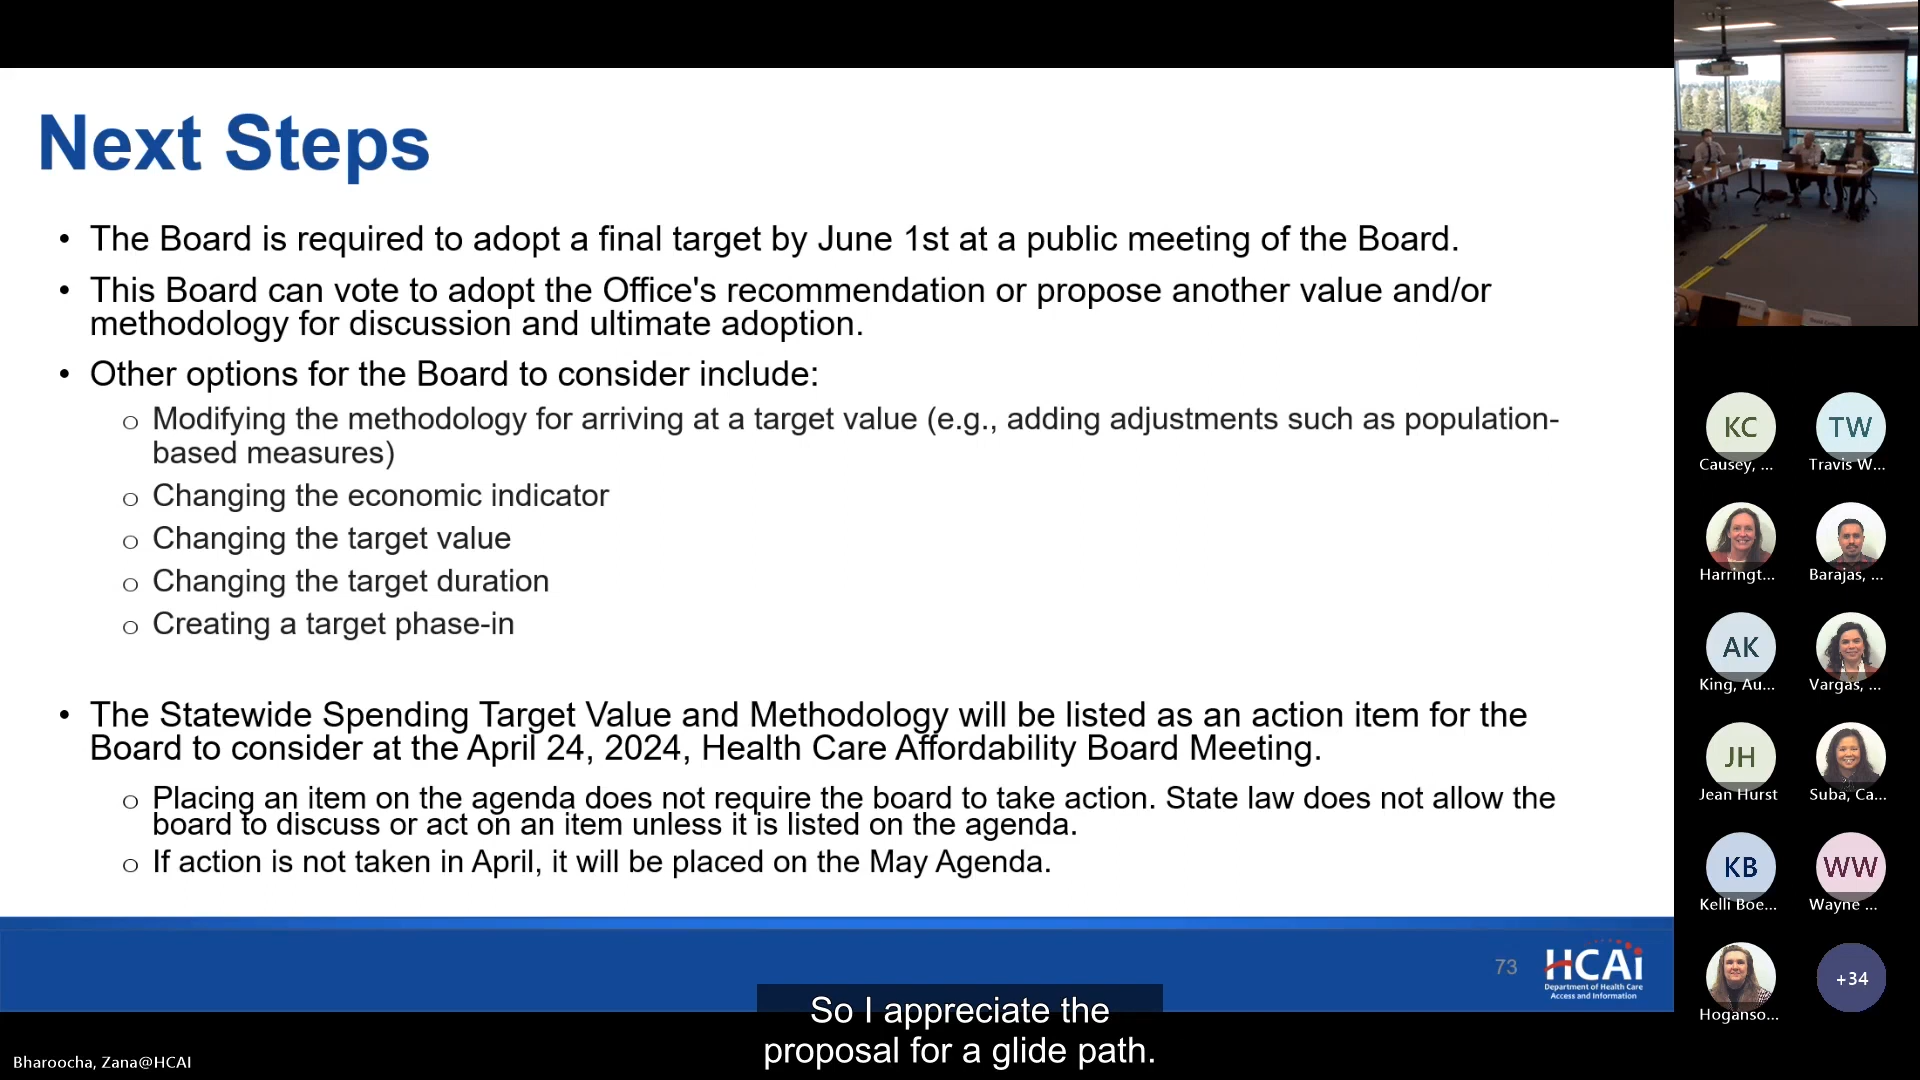 Next Steps
• The Board is required to adopt a final target by June 1st at a public meeting of the Board.
• This Board can vote to adopt the Office's recommendation or propose another value and/or
methodology for discussion and ultimate adoption.
• Other options for the Board to consider include:
o Modifying the methodology for arriving at a target value (e.g., adding adjustments such as population-
based measures)
o Changing the economic indicator
o Changing the target value
o Changing the target duration
o Creating a target phase-in
• The Statewide Spending Target Value and Methodology will be listed as an action item for the
Board to consider at the April 24, 2024, Health Care Affordability Board Meeting.
o Placing an item on the agenda does not require the board to take action. State law does not allow the
board to discuss or act on an item unless it is listed on the agenda.
o If action is not taken in April, it will be placed on the May Agenda.
73
HCAi
Department of Health Care
Access and Information
So I appreciate the
proposal for a glide path.
Bharoocha, Zana@HCAI
KC
Causey, ...
TW
Travis W...
Harringt...
Barajas, ...
AK
King, Au...
Vargas, ...
JH
Jean Hurst
Suba, Ca...
KB
Kelli Boe...
WW
Wayne ...
Hoganso...
+34